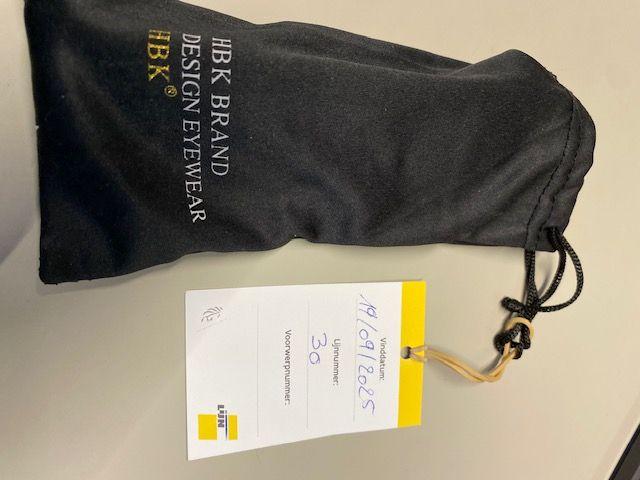 HBK BRAND
DESIGN EYEWEAR
HBK®
Vinddatum:
19/09/2025
Lijnnummer:
30
Voorwerpnummer:
LIJN